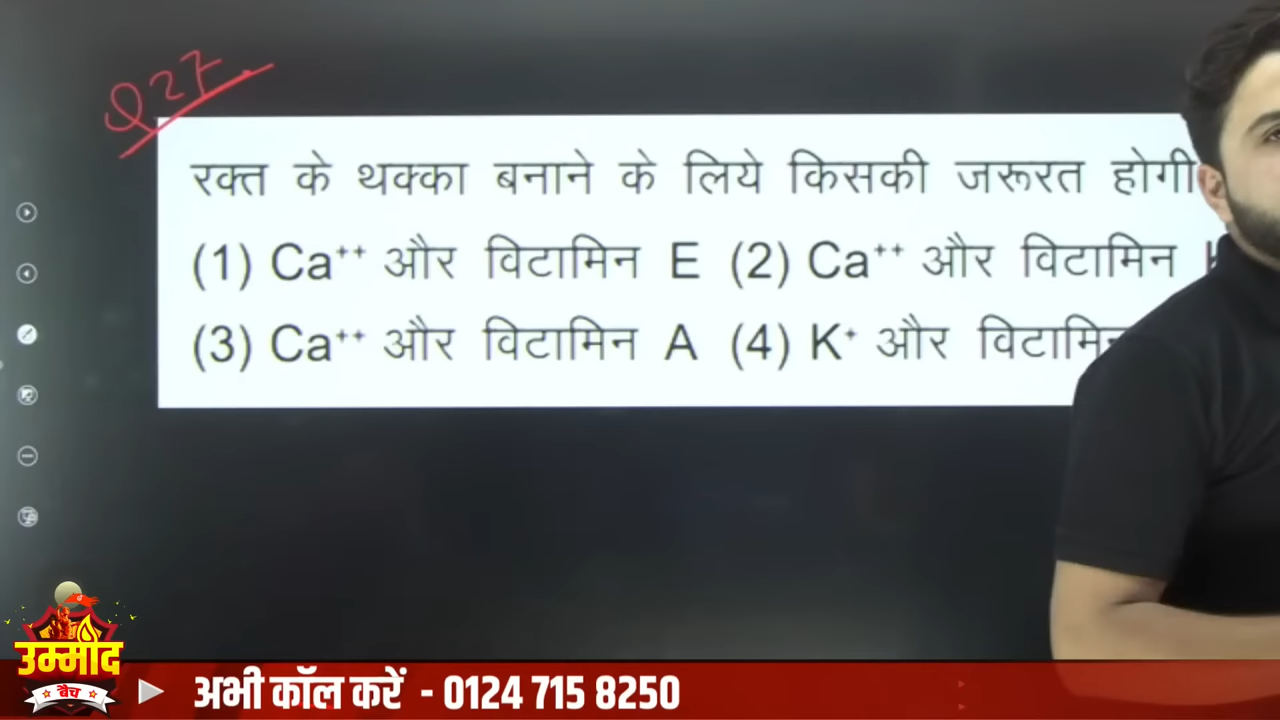 Q27.
रक्त के थक्का बनाने के लिये किसकी जरूरत होगी
(1) Ca⁺⁺ और विटामिन E (2) Ca⁺⁺ और विटामिन
(3) Ca⁺⁺ और विटामिन A (4) K⁺ और
उम्मीद
बैच
अभी कॉल करें - 0124 715 8250